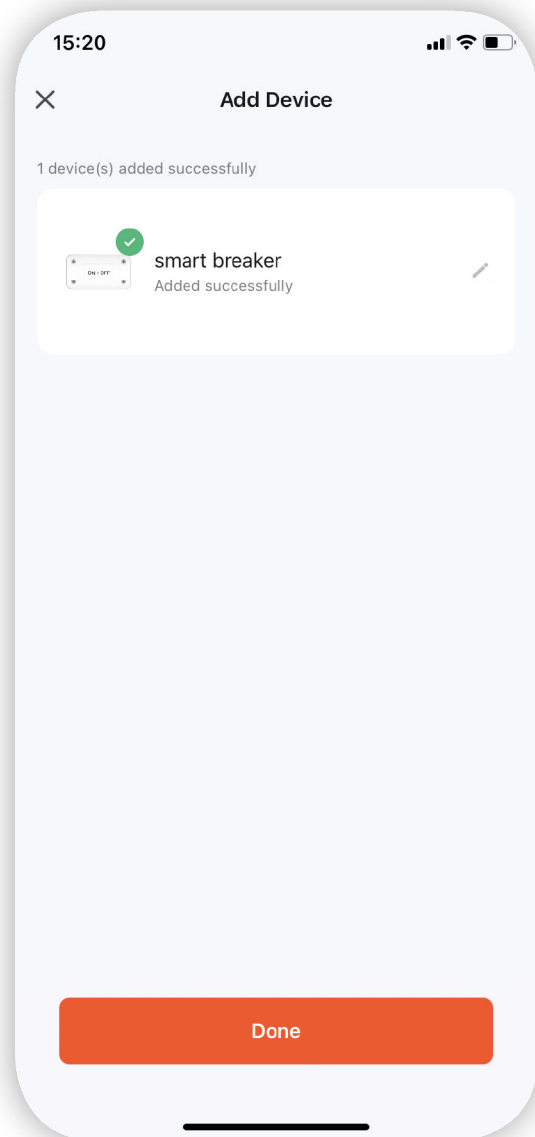 15:20
Add Device
1 device(s) added successfully
ON • OFF
smart breaker
Added successfully
Done